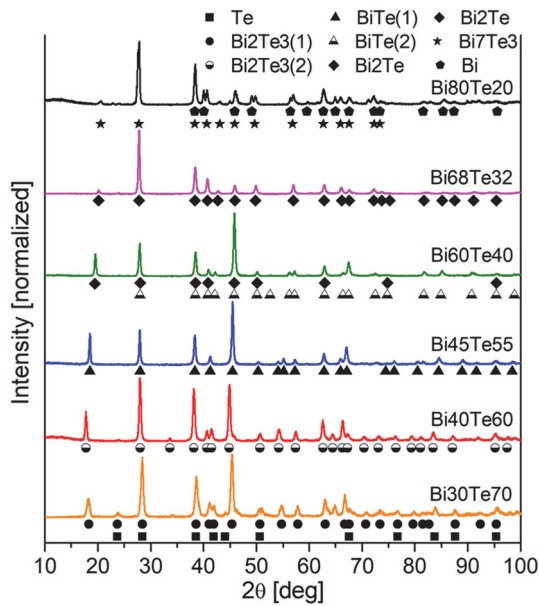 Te BiTe(1) Bi2Te
Bi2Te3(1) BiTe(2) Bi7Te3
Bi2Te3(2) Bi2Te Bi
Bi80Te20
Bi68Te32
Bi60Te40
Bi45Te55
Bi40Te60
Bi30Te70
Intensity [normalized]
10 20 30 40 50 60 70 80 90 100
2θ [deg]